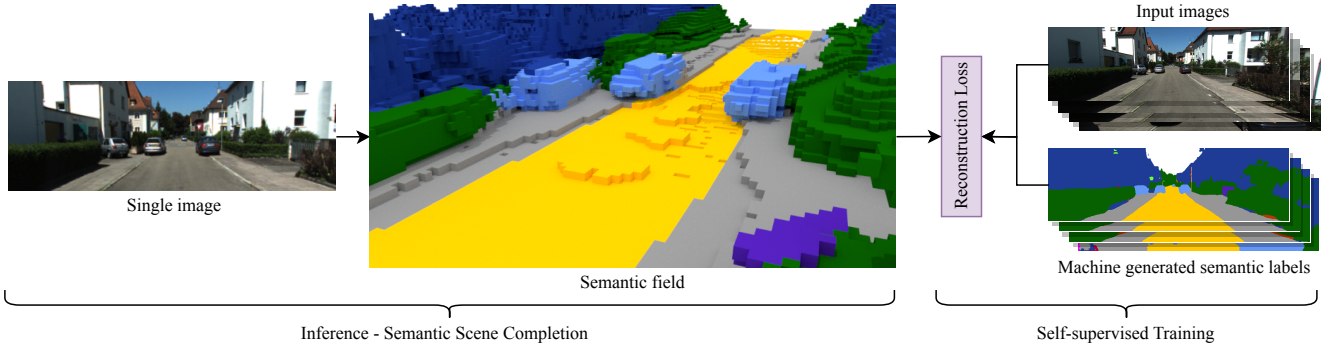 Input images
Single image
Reconstruction Loss
Semantic field
Machine generated semantic labels
Inference - Semantic Scene Completion
Self-supervised Training